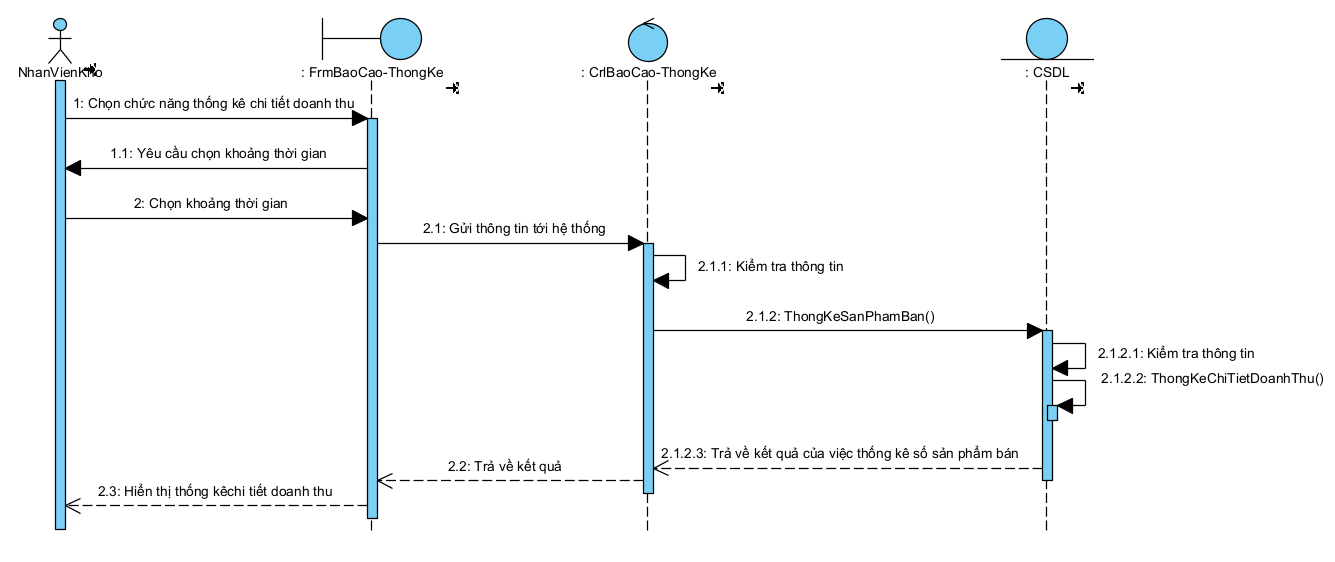 NhanVienKho
: FrmBaoCao-ThongKe
: CrlBaoCao-ThongKe
: CSDL
1: Chọn chức năng thống kê chi tiết doanh thu
1.1: Yêu cầu chọn khoảng thời gian
2: Chọn khoảng thời gian
2.1: Gửi thông tin tới hệ thống
2.1.1: Kiểm tra thông tin
2.1.2: ThongKeSanPhamBan()
2.1.2.1: Kiểm tra thông tin
2.1.2.2: ThongKeChiTietDoanhThu()
2.1.2.3: Trả về kết quả của việc thống kê số sản phẩm bán
2.2: Trả về kết quả
2.3: Hiển thị thống kêchi tiết doanh thu